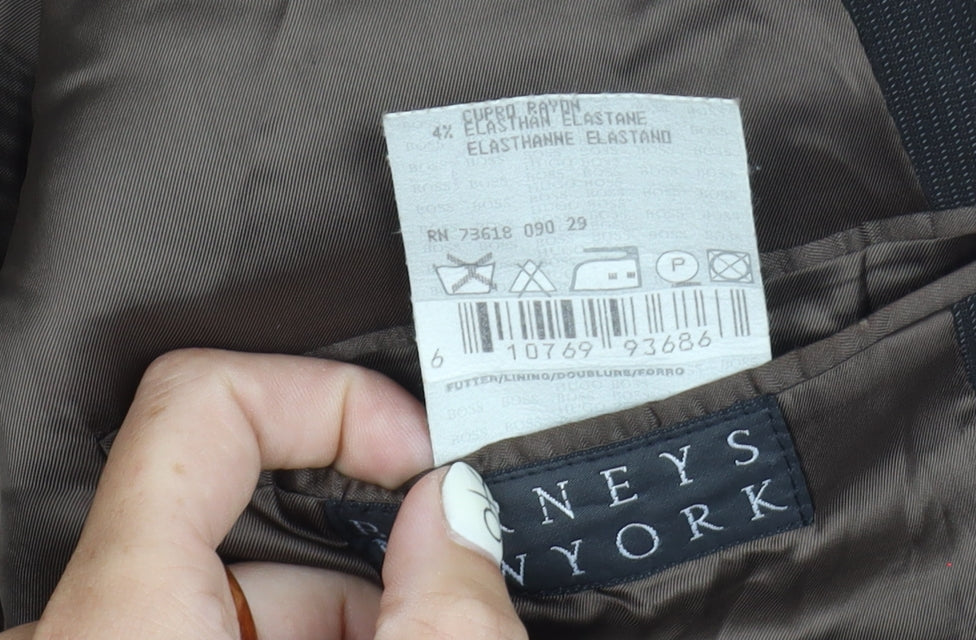 CUPRO RAYON
4% ELASTHAN ELASTANE
ELASTHANNE ELASTANO
RN 73618 090 29
P
6 10769 93686
FUTTER/LINING/DOUBLURE/FORRO
NEYS
YORK